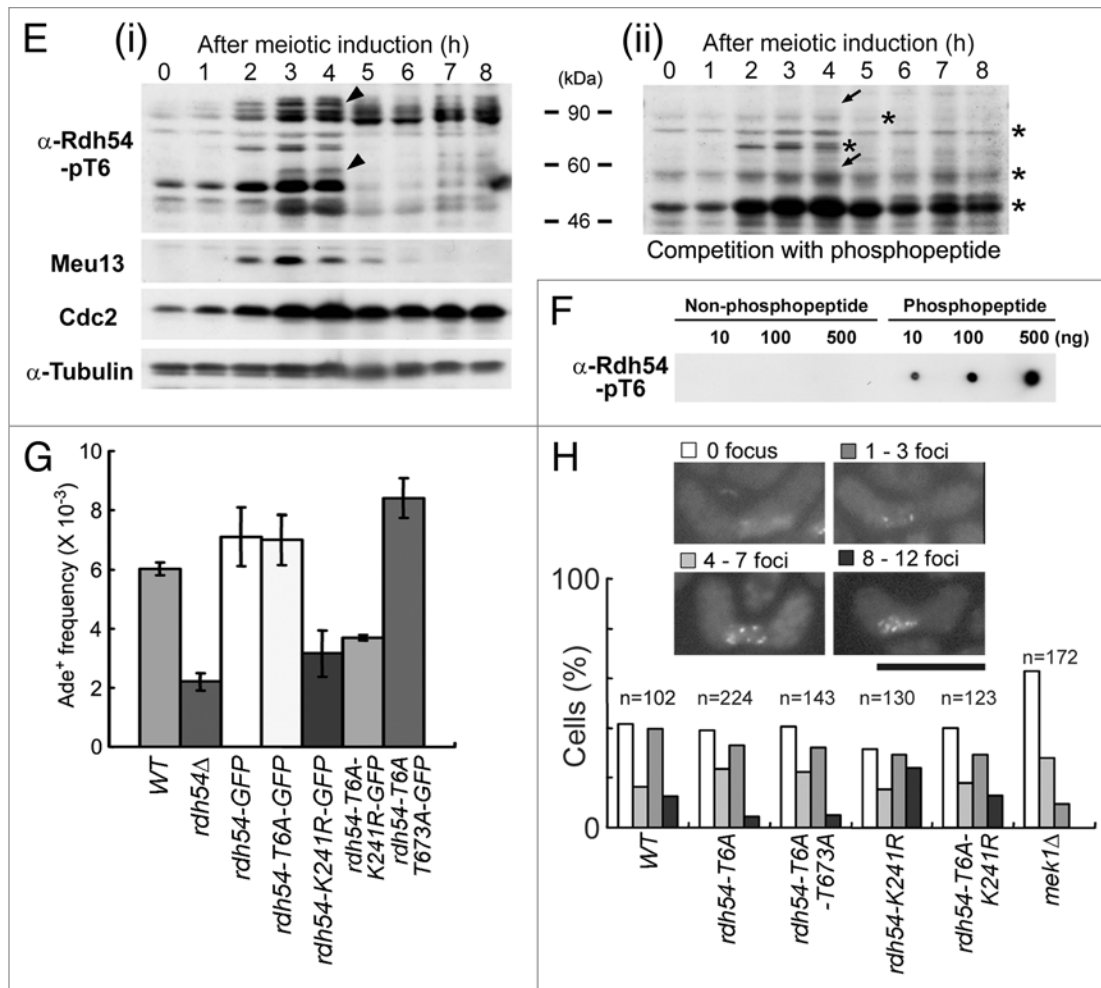 E
(i)
After meiotic induction (h)
0 1 2 3 4 5 6 7 8
α-Rdh54
-pT6
Meu13
Cdc2
α-Tubulin
(ii)
After meiotic induction (h)
0 1 2 3 4 5 6 7 8
(kDa)
90
60
46
*
*
*
*
*
Competition with phosphopeptide
F
Non-phosphopeptide Phosphopeptide
10 100 500 10 100 500 (ng)
α-Rdh54
-pT6
G
Ade+ frequency (X 10-3)
10
8
6
4
2
0
WT
rdh54Δ
rdh54-GFP
rdh54-T6A-GFP
rdh54-K241R-GFP
rdh54-T6A-
K241R-GFP
rdh54-T6A
T673A-GFP
H
0 focus
1 - 3 foci
4 - 7 foci
8 - 12 foci
Cells (%)
100
0
n=102
n=224
n=143
n=130
n=123
n=172
WT
rdh54-T6A
rdh54-T6A
-T673A
rdh54-K241R
rdh54-T6A-
K241R
mek1Δ